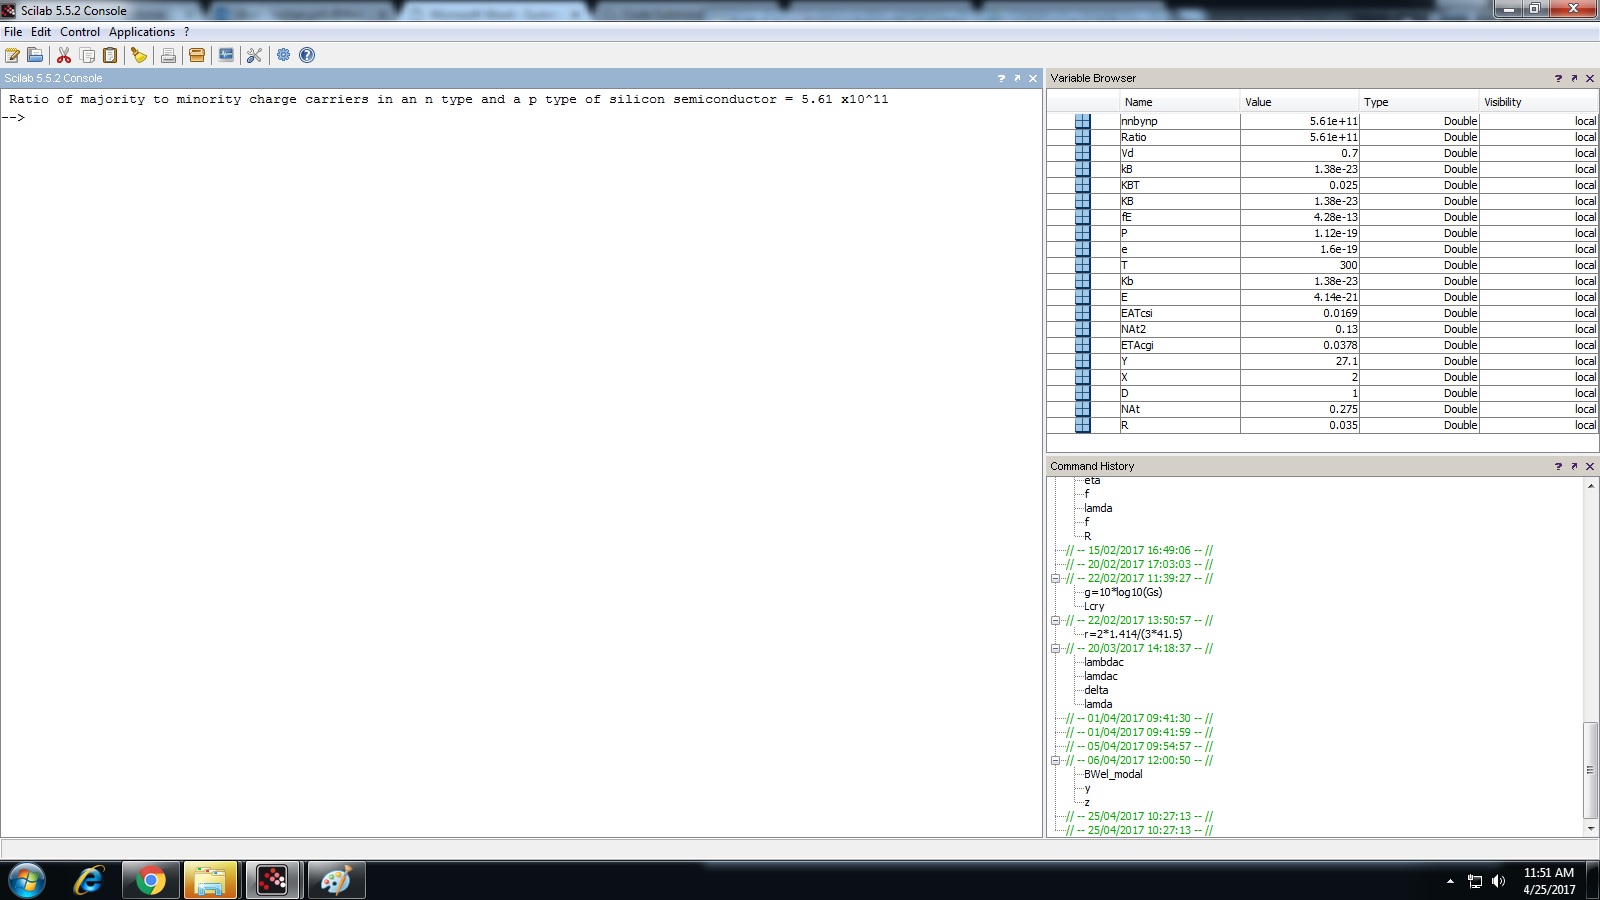 Scilab 5.5.2 Console
File Edit Control Applications ?
Scilab 5.5.2 Console
Ratio of majority to minority charge carriers in an n type and a p type of silicon semiconductor = 5.61 x10^11
-->
Variable Browser
Name Value Type Visibility
nnbynp 5.61e+11 Double local
Ratio 5.61e+11 Double local
Vd 0.7 Double local
kB 1.38e-23 Double local
KBT 0.025 Double local
KB 1.38e-23 Double local
fE 4.28e-13 Double local
P 1.12e-19 Double local
e 1.6e-19 Double local
T 300 Double local
Kb 1.38e-23 Double local
E 4.14e-21 Double local
EATcsi 0.0169 Double local
NAt2 0.13 Double local
ETAcgi 0.0378 Double local
Y 27.1 Double local
X 2 Double local
D 1 Double local
NAt 0.275 Double local
R 0.035 Double local
Command History
eta
f
lamda
f
R
// -- 15/02/2017 16:49:06 -- //
// -- 20/02/2017 17:03:03 -- //
// -- 22/02/2017 11:39:27 -- //
g=10*log10(Gs)
Lcry
// -- 22/02/2017 13:50:57 -- //
r=2*1.414/(3*41.5)
// -- 20/03/2017 14:18:37 -- //
lambdac
lamdac
delta
lamda
// -- 01/04/2017 09:41:30 -- //
// -- 01/04/2017 09:41:59 -- //
// -- 05/04/2017 09:54:57 -- //
// -- 06/04/2017 12:00:50 -- //
BWel_modal
y
z
// -- 25/04/2017 10:27:13 -- //
// -- 25/04/2017 10:27:13 -- //
11:51 AM
4/25/2017